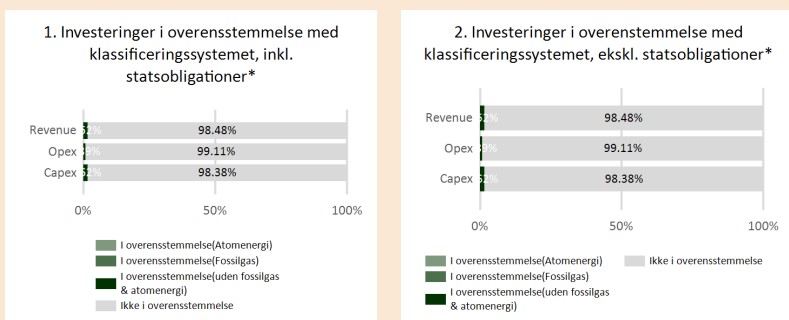 1. Investeringer i overensstemmelse med
klassificeringssystemet, inkl.
statsobligationer*
Revenue 98.48%
Opex 99.11%
Capex 98.38%
0% 50% 100%
I overensstemmelse(Atomenergi)
I overensstemmelse(Fossilgas)
I overensstemmelse(uden fossilgas
& atomenergi)
Ikke i overensstemmelse
2. Investeringer i overenstemmelse med
klassificeringssystemet, ekskl. statsobligationer*
Revenue 98.48%
Opex 99.11%
Capex 98.38%
0% 50% 100%
I overensstemmelse(Atomenergi) Ikke i overensstemmelse
I overensstemmelse(Fossilgas)
I overensstemmelse(uden fossilgas
& atomenergi)